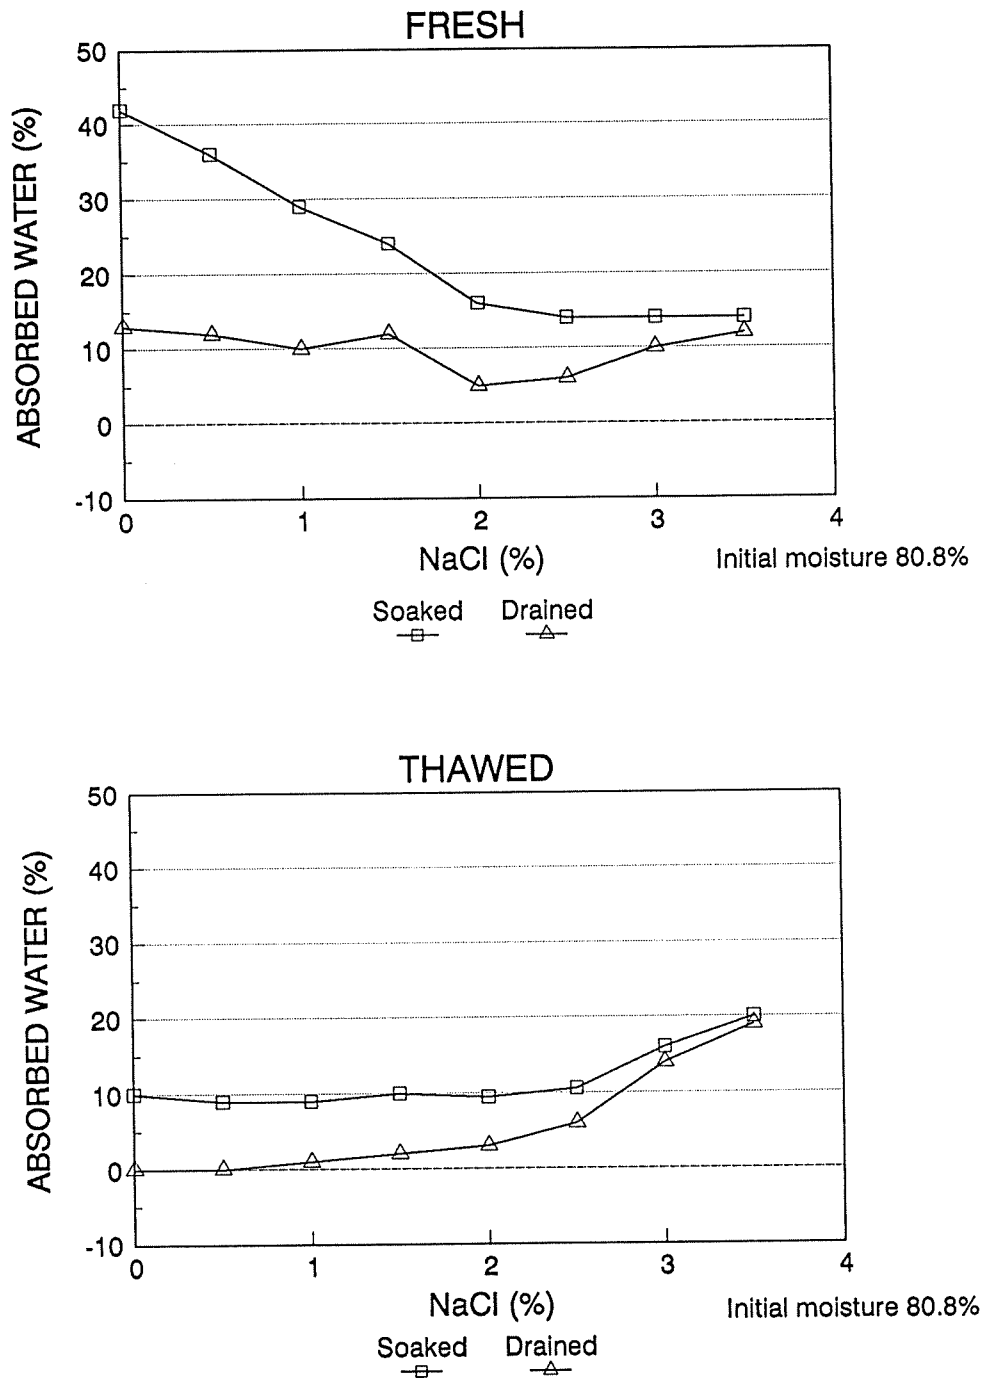 FRESH
50
40
30
20
10
0
-10
ABSORBED WATER (%)
0 1 2 3 4
NaCl (%)
Initial moisture 80.8%
Soaked Drained
THAWED
50
40
30
20
10
0
-10
ABSORBED WATER (%)
0 1 2 3 4
NaCl (%)
Initial moisture 80.8%
Soaked Drained